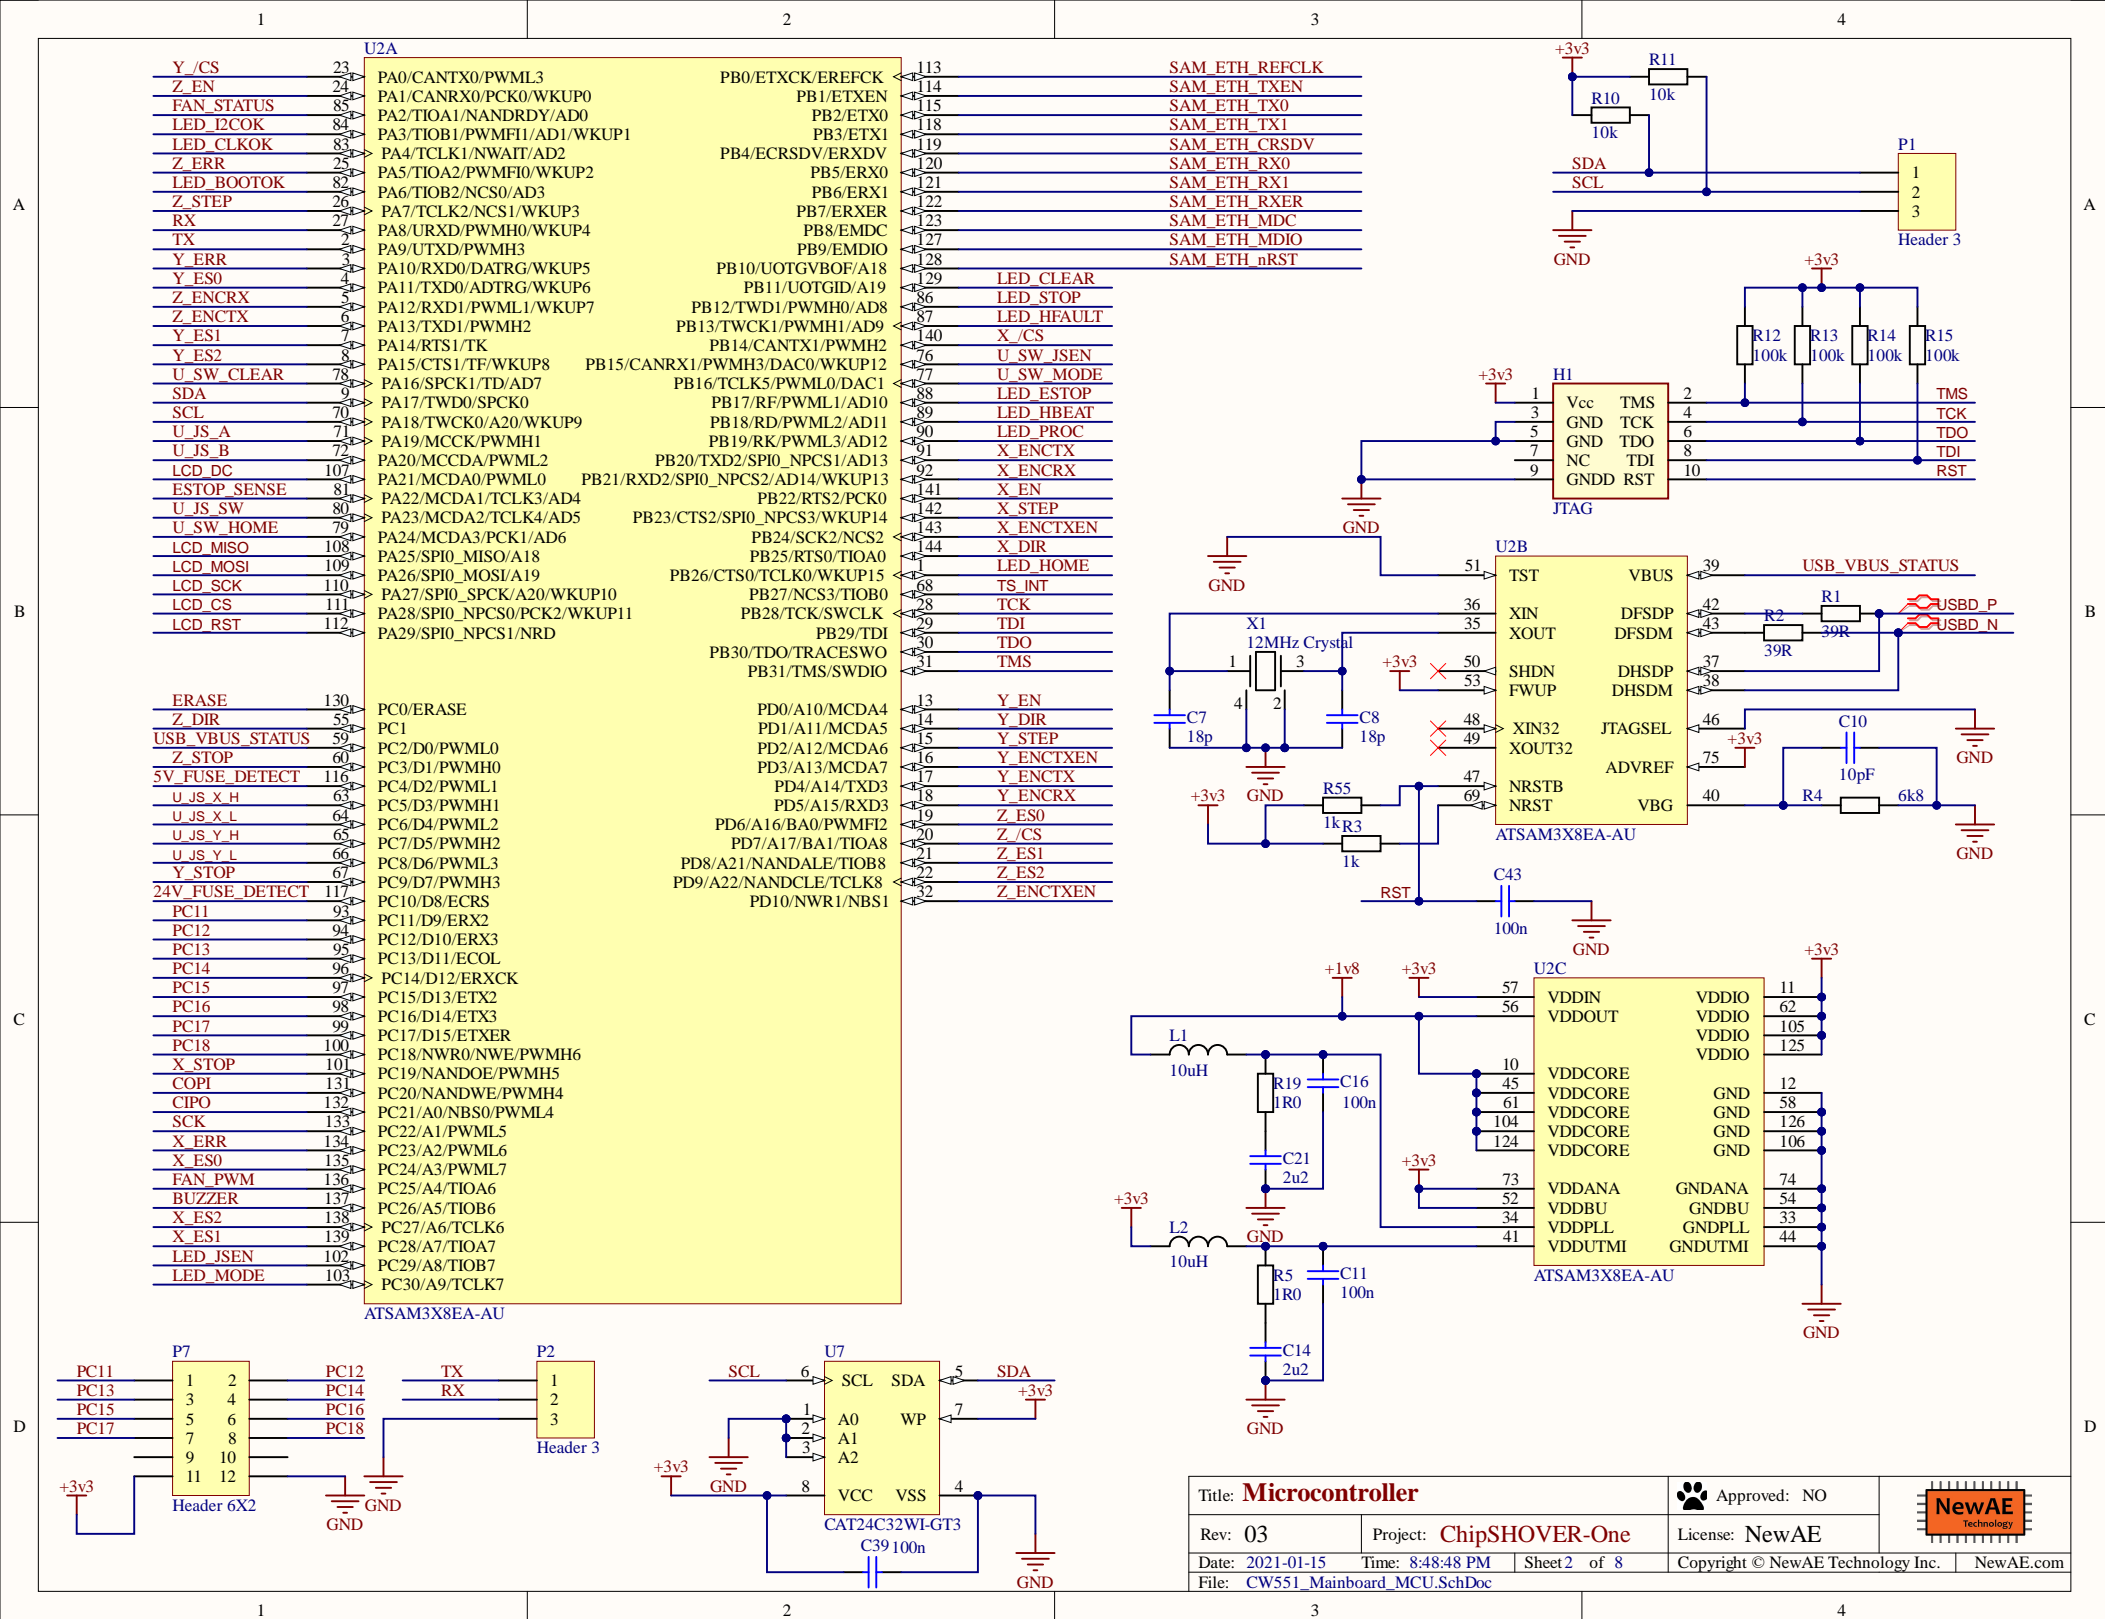 1 2 3 4
A B C D
U2A
Y_/CS 23 PA0/CANTX0/PWML3
Z_EN 24 PA1/CANRX0/PCK0/WKUP0
FAN_STATUS 85 PA2/TIOA1/NANDRDY/AD0
LED_I2COK 84 PA3/TIOB1/PWMFI1/AD1/WKUP1
LED_CLKOK 83 PA4/TCLK1/NWAIT/AD2
Z_ERR 25 PA5/TIOA2/PWMFI0/WKUP2
LED_BOOTOK 82 PA6/TIOB2/NCS0/AD3
Z_STEP 26 PA7/TCLK2/NCS1/WKUP3
RX 27 PA8/URXD/PWMH0/WKUP4
TX 2 PA9/UTXD/PWMH3
Y_ERR 3 PA10/RXD0/DATRG/WKUP5
Y_ES0 4 PA11/TXD0/ADTRG/WKUP6
Z_ENCRX 5 PA12/RXD1/PWML1/WKUP7
Z_ENCTX 6 PA13/TXD1/PWMH2
Y_ES1 7 PA14/RTS1/TK
Y_ES2 8 PA15/CTS1/TF/WKUP8
U_SW_CLEAR 78 PA16/SPCK1/TD/AD7
SDA 9 PA17/TWD0/SPCK0
SCL 70 PA18/TWCK0/A20/WKUP9
U_JS_A 71 PA19/MCCK/PWMH1
U_JS_B 72 PA20/MCCDA/PWML2
LCD_DC 107 PA21/MCDA0/PWML0
ESTOP_SENSE 81 PA22/MCDA1/TCLK3/AD4
U_JS_SW 80 PA23/MCDA2/TCLK4/AD5
U_SW_HOME 79 PA24/MCDA3/PCK1/AD6
LCD_MISO 108 PA25/SPI0_MISO/A18
LCD_MOSI 109 PA26/SPI0_MOSI/A19
LCD_SCK 110 PA27/SPI0_SPCK/A20/WKUP10
LCD_CS 111 PA28/SPI0_NPCS0/PCK2/WKUP11
LCD_RST 112 PA29/SPI0_NPCS1/NRD
ERASE 130 PC0/ERASE
Z_DIR 55 PC1
USB_VBUS_STATUS 59 PC2/D0/PWML0
Z_STOP 60 PC3/D1/PWMH0
5V_FUSE_DETECT 116 PC4/D2/PWML1
U_JS_X_H 63 PC5/D3/PWMH1
U_JS_X_L 64 PC6/D4/PWML2
U_JS_Y_H 65 PC7/D5/PWMH2
U_JS_Y_L 66 PC8/D6/PWML3
Y_STOP 67 PC9/D7/PWMH3
24V_FUSE_DETECT 117 PC10/D8/ECRS
PC11 93 PC11/D9/ERX2
PC12 94 PC12/D10/ERX3
PC13 95 PC13/D11/ECOL
PC14 96 PC14/D12/ERXCK
PC15 97 PC15/D13/ETX2
PC16 98 PC16/D14/ETX3
PC17 99 PC17/D15/ETXER
PC18 100 PC18/NWR0/NWE/PWMH6
X_STOP 101 PC19/NANDOE/PWMH5
COPI 131 PC20/NANDWE/PWMH4
CIPO 132 PC21/A0/NBS0/PWML4
SCK 133 PC22/A1/PWML5
X_ERR 134 PC23/A2/PWML6
X_ES0 135 PC24/A3/PWML7
FAN_PWM 136 PC25/A4/TIOA6
BUZZER 137 PC26/A5/TIOB6
X_ES2 138 PC27/A6/TCLK6
X_ES1 139 PC28/A7/TIOA7
LED_JSEN 102 PC29/A8/TIOB7
LED_MODE 103 PC30/A9/TCLK7
ATSAM3X8EA-AU
PB0/ETXCK/EREFCK 113 SAM_ETH_REFCLK
PB1/ETXEN 114 SAM_ETH_TXEN
PB2/ETX0 115 SAM_ETH_TX0
PB3/ETX1 118 SAM_ETH_TX1
PB4/ECRSDV/ERXDV 119 SAM_ETH_CRSDV
PB5/ERX0 120 SAM_ETH_RX0
PB6/ERX1 121 SAM_ETH_RX1
PB7/ERXER 122 SAM_ETH_RXER
PB8/EMDC 123 SAM_ETH_MDC
PB9/EMDIO 127 SAM_ETH_MDIO
PB10/UOTGVBOF/A18 128 SAM_ETH_nRST
PB11/UOTGID/A19 129 LED_CLEAR
PB12/TWD1/PWMH0/AD8 86 LED_STOP
PB13/TWCK1/PWMH1/AD9 87 LED_HFAULT
PB14/CANTX1/PWMH2 140 X_/CS
PB15/CANRX1/PWMH3/DAC0/WKUP12 76 U_SW_JSEN
PB16/TCLK5/PWML0/DAC1 77 U_SW_MODE
PB17/RF/PWML1/AD10 88 LED_ESTOP
PB18/RD/PWML2/AD11 89 LED_HBEAT
PB19/RK/PWML3/AD12 90 LED_PROC
PB20/TXD2/SPI0_NPCS1/AD13 91 X_ENCTX
PB21/RXD2/SPI0_NPCS2/AD14/WKUP13 92 X_ENCRX
PB22/RTS2/PCK0 141 X_EN
PB23/CTS2/SPI0_NPCS3/WKUP14 142 X_STEP
PB24/SCK2/NCS2 143 X_ENCTXEN
PB25/RTS0/TIOA0 144 X_DIR
PB26/CTS0/TCLK0/WKUP15 1 LED_HOME
PB27/NCS3/TIOB0 68 TS_INT
PB28/TCK/SWCLK 28 TCK
PB29/TDI 29 TDI
PB30/TDO/TRACESWO 30 TDO
PB31/TMS/SWDIO 31 TMS
PD0/A10/MCDA4 13 Y_EN
PD1/A11/MCDA5 14 Y_DIR
PD2/A12/MCDA6 15 Y_STEP
PD3/A13/MCDA7 16 Y_ENCTXEN
PD4/A14/TXD3 17 Y_ENCTX
PD5/A15/RXD3 18 Y_ENCRX
PD6/A16/BA0/PWMFI2 19 Z_ES0
PD7/A17/BA1/TIOA8 20 Z_/CS
PD8/A21/NANDALE/TIOB8 21 Z_ES1
PD9/A22/NANDCLE/TCLK8 22 Z_ES2
PD10/NWR1/NBS1 32 Z_ENCTXEN
+3v3
R11
10k
R10
10k
SDA
SCL
GND
P1
1
2
3
Header 3
+3v3
R12 R13 R14 R15
100k 100k 100k 100k
+3v3
H1
1 Vcc TMS 2 TMS
3 GND TCK 4 TCK
5 GND TDO 6 TDO
7 NC TDI 8 TDI
9 GNDD RST 10 RST
JTAG
GND
GND
U2B
51 TST VBUS 39 USB_VBUS_STATUS
36 XIN DFSDP 42 R1 39R USBD_P
35 XOUT DFSDM 43 R2 39R USBD_N
50 SHDN DHSDP 37
53 FWUP DHSDM 38
48 XIN32 JTAGSEL 46 GND
49 XOUT32
ADVREF 75 +3v3
47 NRSTB
69 NRST VBG 40
ATSAM3X8EA-AU
X1
12MHz Crystal
1 3
4 2
C7
18p
C8
18p
GND
+3v3
+3v3
R55
1k
R3
1k
C10
10pF
R4 6k8
GND
RST
C43
100n
GND
+1v8 +3v3
U2C
+3v3
57 VDDIN VDDIO 11
56 VDDOUT VDDIO 62
VDDIO 105
VDDIO 125
10 VDDCORE
45 VDDCORE GND 12
61 VDDCORE GND 58
104 VDDCORE GND 126
124 VDDCORE GND 106
+3v3
73 VDDANA GNDANA 74
52 VDDBU GNDBU 54
34 VDDPLL GNDPLL 33
41 VDDUTMI GNDUTMI 44
ATSAM3X8EA-AU
GND
L1
10uH
R19
1R0
C16
100n
C21
2u2
GND
+3v3
L2
10uH
R5
1R0
C11
100n
C14
2u2
GND
P7
PC11 1 2 PC12
PC13 3 4 PC14
PC15 5 6 PC16
PC17 7 8 PC18
9 10
11 12
+3v3
Header 6X2
GND
P2
TX 1
RX 2
3
Header 3
GND
U7
SCL 6 SCL SDA 5 SDA
+3v3
1 A0 WP 7
2 A1
3 A2
GND
+3v3
8 VCC VSS 4
CAT24C32WI-GT3
C39 100n
GND
Title: Microcontroller
Approved: NO
Rev: 03
Project: ChipSHOVER-One
License: NewAE
NewAE
Technology
Date: 2021-01-15 Time: 8:48:48 PM Sheet 2 of 8
Copyright © NewAE Technology Inc. NewAE.com
File: CW551_Mainboard_MCU.SchDoc
A B C D
1 2 3 4